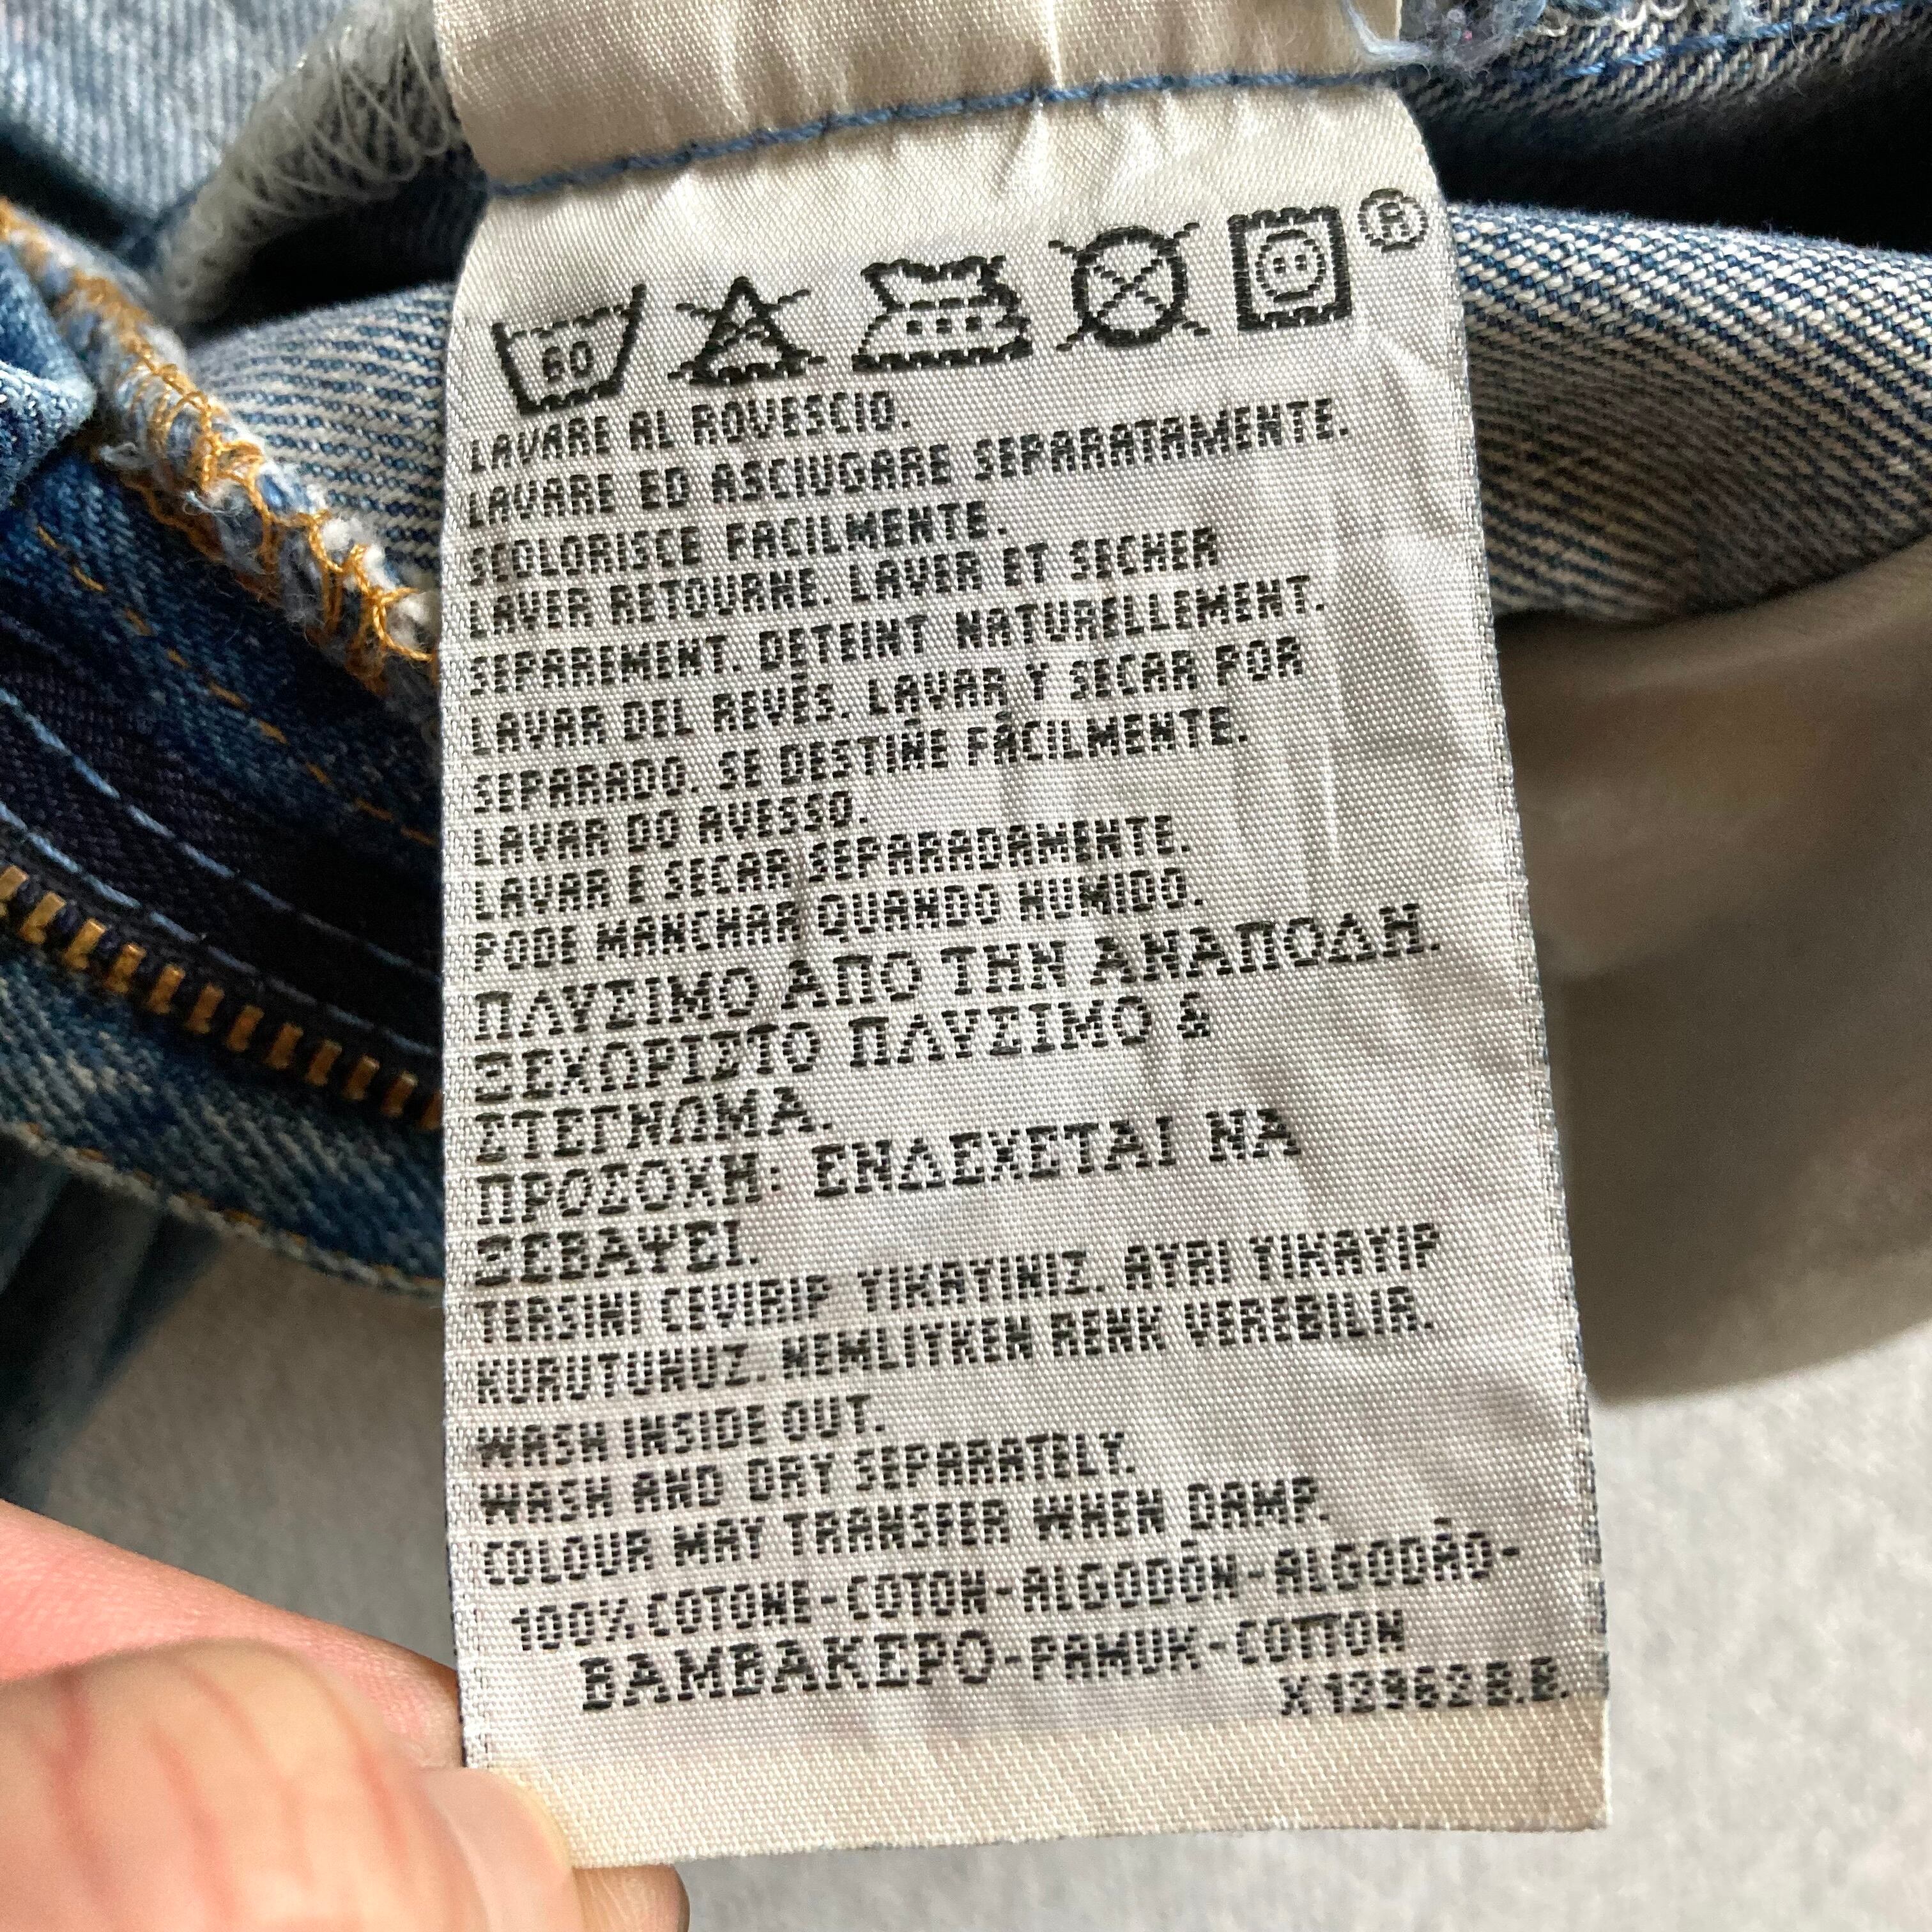 60
®
LAVARE AL ROVESCIO.
LAVARE ED ASCIUGARE SEPARATAMENTE.
SCOLORISCE FACILMENTE.
LAVER RETOURNE. LAVER ET SECHER
SEPAREMENT. DETEINT NATURELLEMENT.
LAVAR DEL REVÉS. LAVAR Y SECAR POR
SEPARADO. SE DESTIÑE FÁCILMENTE.
LAVAR DO AVESSO.
LAVAR E SECAR SEPARADAMENTE.
PODE MANCHAR QUANDO HUMIDO.
ΠΛΥΣΙΜΟ ΑΠΟ ΤΗΝ ΑΝΑΠΟΔΗ.
ΞΕΧΩΡΙΣΤΟ ΠΛΥΣΙΜΟ &
ΣΤΕΓΝΩΜΑ.
ΠΡΟΣΟΧΗ: ΕΝΔΕΧΕΤΑΙ ΝΑ
ΞΕΒΑΨΕΙ.
TERSINI CEVIRIP YIKAYINIZ. AYRI YIKAYIP
KURUTUNUZ. NEMLIYKEN RENK VEREBILIR.
WASH INSIDE OUT.
WASH AND DRY SEPARATELY.
COLOUR MAY TRANSFER WHEN DAMP.
100% COTONE-COTON-ALGODÓN-ALGODÃO-
ΒΑΜΒΑΚΕΡΟ-PAMUK-COTTON
X12962 B.B.